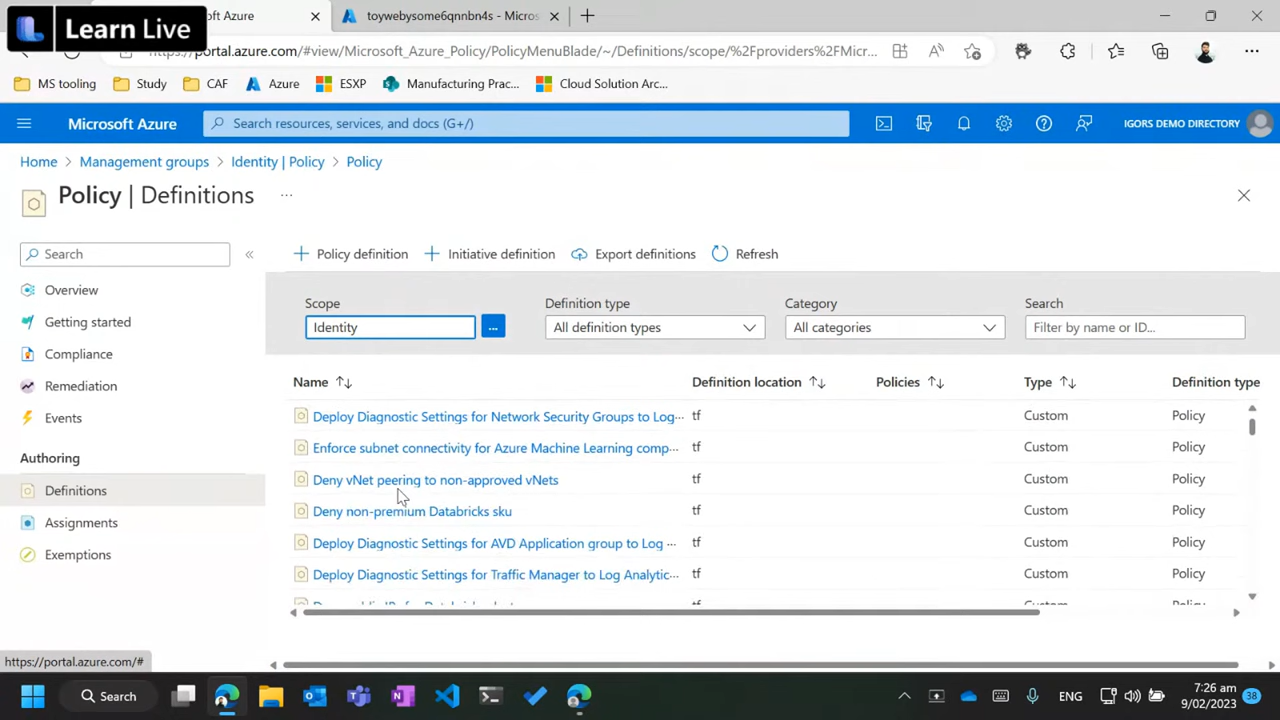 Learn Live
soft Azure
toywebysome6qnnbn4s - Micros
https://portal.azure.com/#view/Microsoft_Azure_Policy/PolicyMenuBlade/~/Definitions/scope/%2Fproviders%2FMicr...
MS tooling
Study
CAF
Azure
ESXP
Manufacturing Prac...
Cloud Solution Arc...
Microsoft Azure
Search resources, services, and docs (G+/)
IGORS DEMO DIRECTORY
Home > Management groups > Identity | Policy > Policy
Policy | Definitions ...
Search
Overview
Getting started
Compliance
Remediation
Events
Authoring
Definitions
Assignments
Exemptions
Policy definition
Initiative definition
Export definitions
Refresh
Scope
Identity
...
Definition type
All definition types
Category
All categories
Search
Filter by name or ID...
Name Definition location Policies Type Definition type
Deploy Diagnostic Settings for Network Security Groups to Log... tf Custom Policy
Enforce subnet connectivity for Azure Machine Learning comp... tf Custom Policy
Deny vNet peering to non-approved vNets tf Custom Policy
Deny non-premium Databricks sku tf Custom Policy
Deploy Diagnostic Settings for AVD Application group to Log ... tf Custom Policy
Deploy Diagnostic Settings for Traffic Manager to Log Analytic... tf Custom Policy
https://portal.azure.com/#
Search
ENG
7:26 am
9/02/2023
38